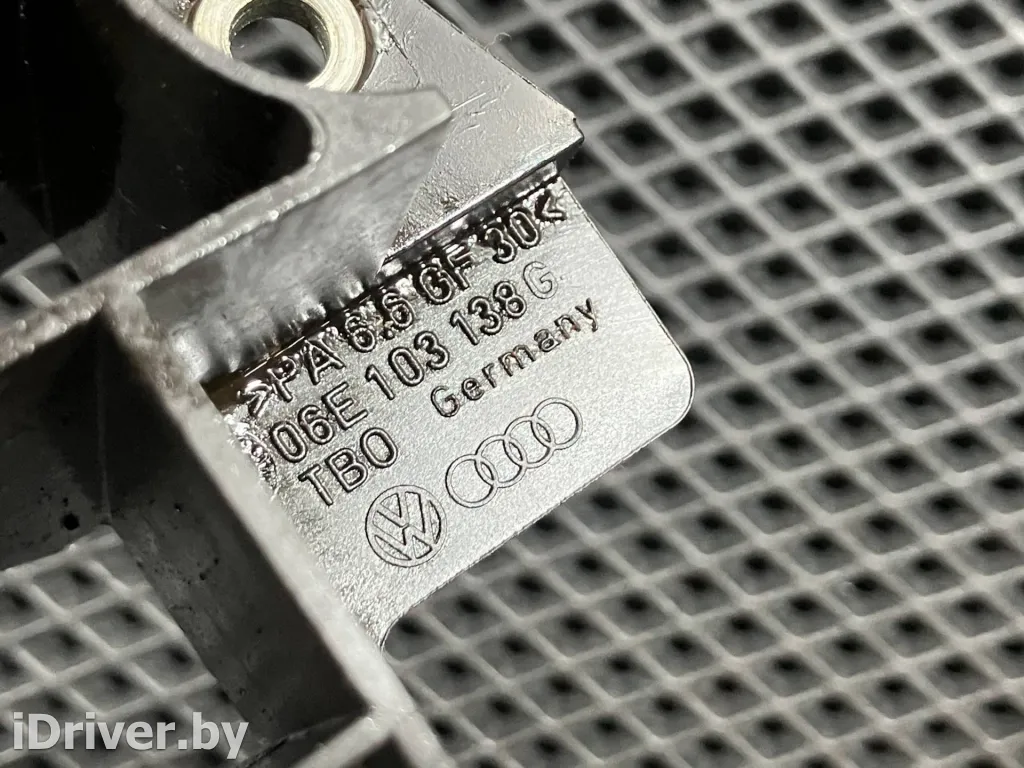 >PA 6.6 GF 30<
06E 103 138 G
TBO Germany
iDriver.by